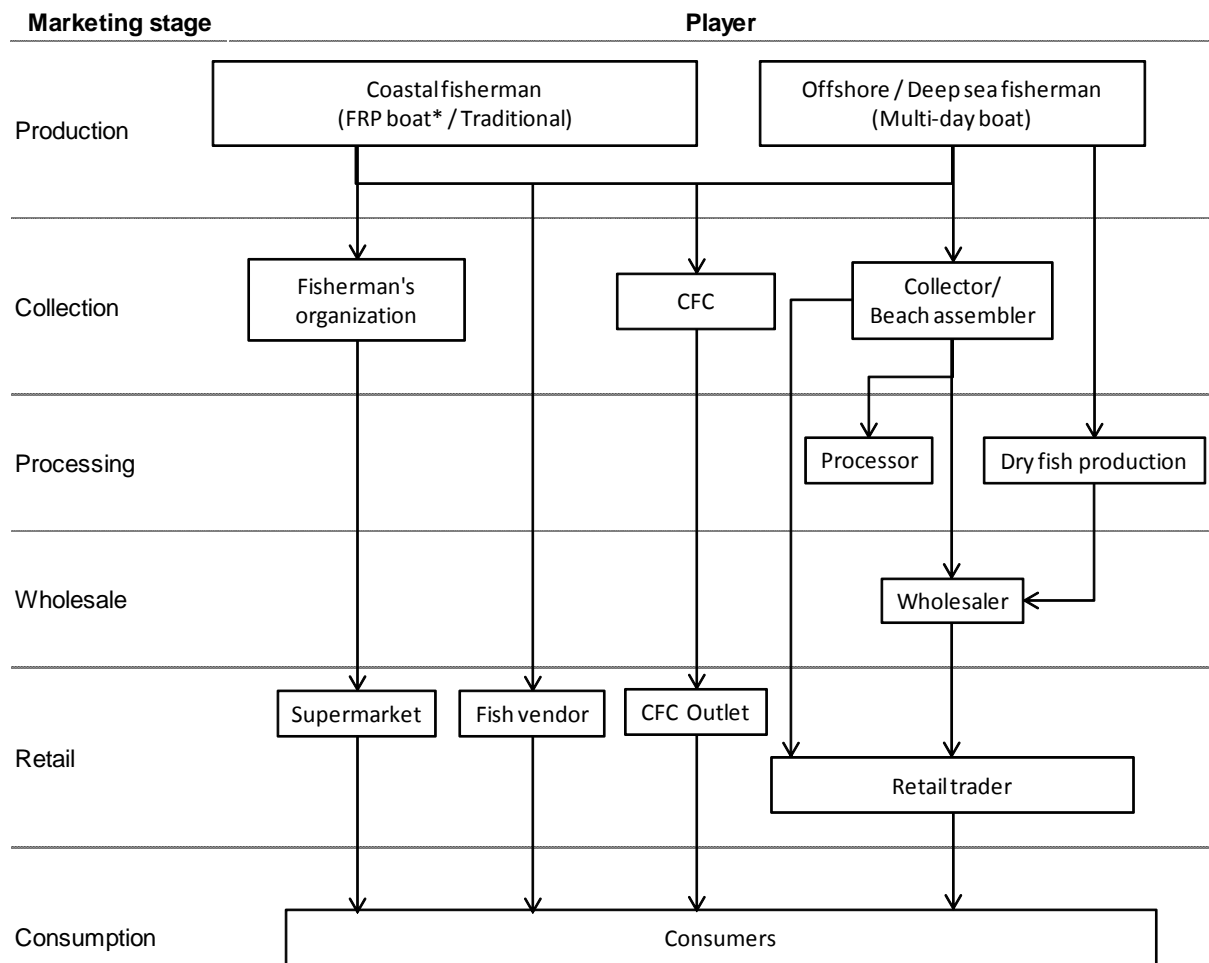 Marketing stage
Player
Production
Coastal fisherman
(FRP boat* / Traditional)
Offshore / Deep sea fisherman
(Multi-day boat)
Collection
Fisherman's
organization
CFC
Collector/
Beach assembler
Processing
Processor
Dry fish production
Wholesale
Wholesaler
Retail
Supermarket
Fish vendor
CFC Outlet
Retail trader
Consumption
Consumers